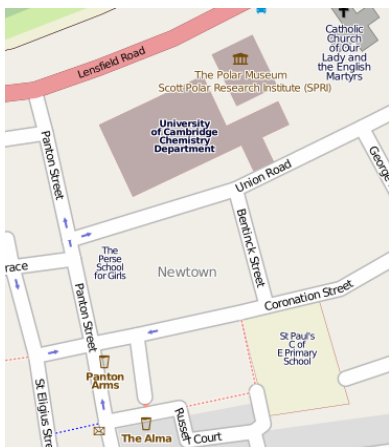 Lensfield Road
Catholic
Church
of Our
Lady and
the English
Martyrs
The Polar Museum
Scott Polar Research Institute (SPRI)
University
of Cambridge
Chemistry
Department
Panton Street
Union Road
George
Bentinck Street
The
Perse
School
for Girls
Newtown
race
Panton Street
Coronation Street
St Paul's
C of
E Primary
School
Panton
Arms
St Eligius Stre
The Alma
Russel
Court